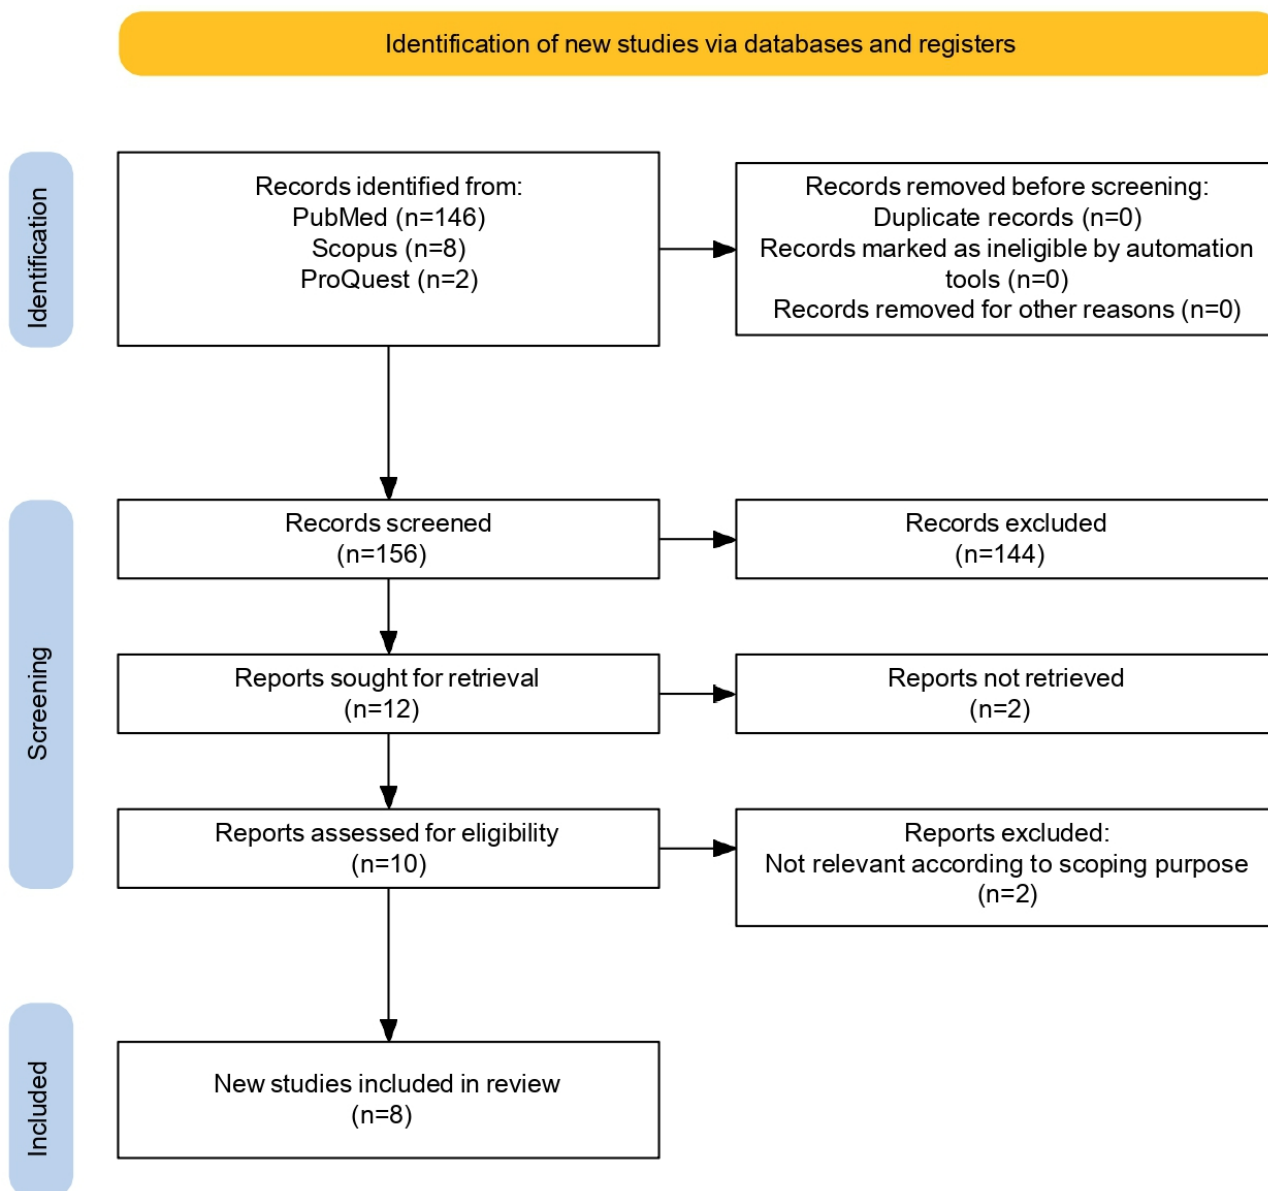 Identification of new studies via databases and registers
Identification
Records identified from:
PubMed (n=146)
Scopus (n=8)
ProQuest (n=2)
Records removed before screening:
Duplicate records (n=0)
Records marked as ineligible by automation
tools (n=0)
Records removed for other reasons (n=0)
Screening
Records screened
(n=156)
Records excluded
(n=144)
Reports sought for retrieval
(n=12)
Reports not retrieved
(n=2)
Reports assessed for eligibility
(n=10)
Reports excluded:
Not relevant according to scoping purpose
(n=2)
Included
New studies included in review
(n=8)